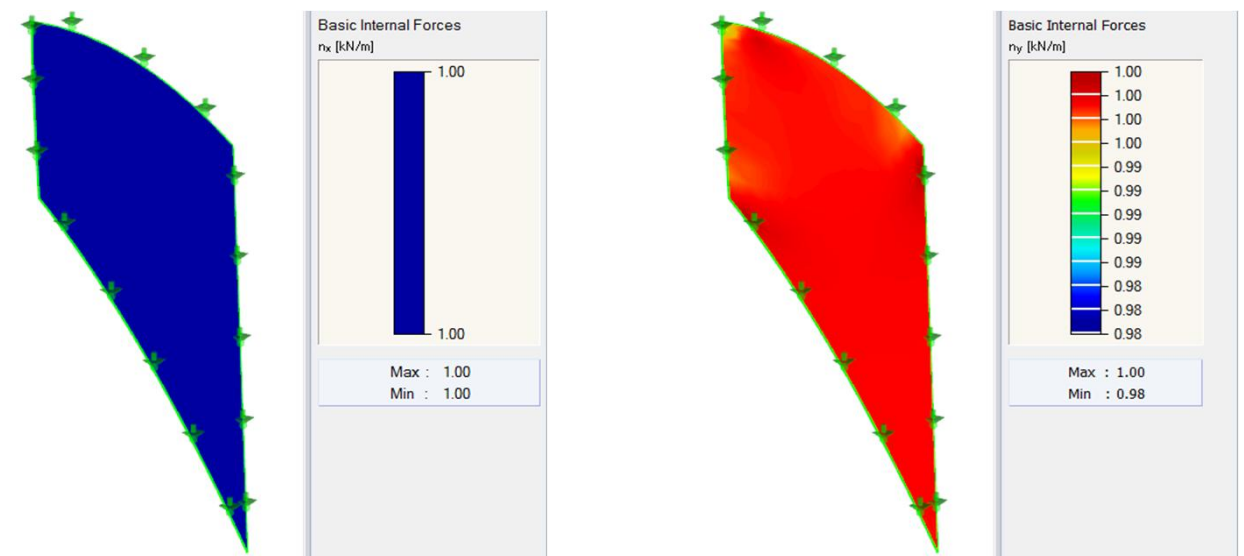 Basic Internal Forces
nx [kN/m]
1.00
1.00
Max : 1.00
Min : 1.00
Basic Internal Forces
ny [kN/m]
1.00
1.00
1.00
1.00
0.99
0.99
0.99
0.99
0.99
0.98
0.98
0.98
Max : 1.00
Min : 0.98